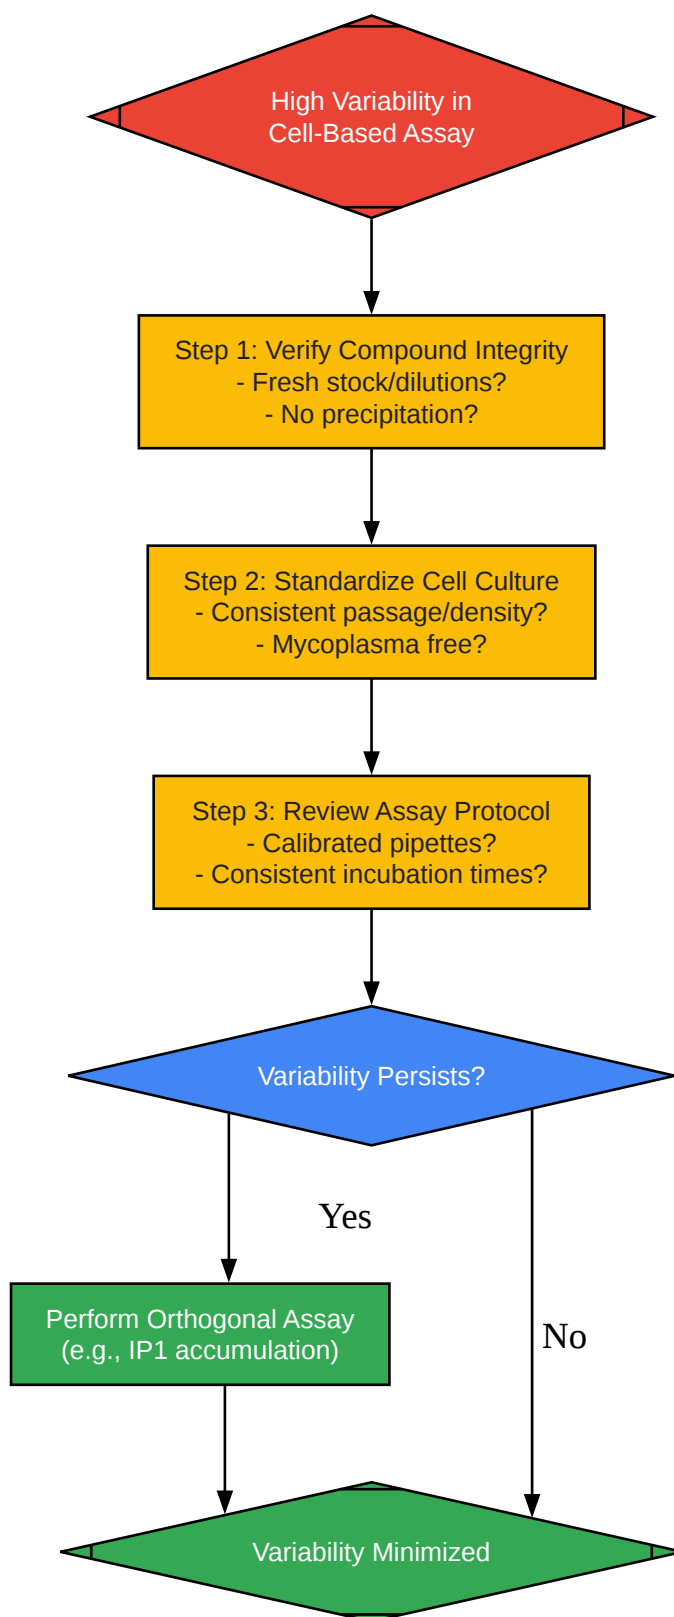 High Variability in
Cell-Based Assay
Step 1: Verify Compound Integrity
- Fresh stock/dilutions?
- No precipitation?
Step 2: Standardize Cell Culture
- Consistent passage/density?
- Mycoplasma free?
Step 3: Review Assay Protocol
- Calibrated pipettes?
- Consistent incubation times?
Variability Persists?
Yes
Perform Orthogonal Assay
(e.g., IP1 accumulation)
No
Variability Minimized